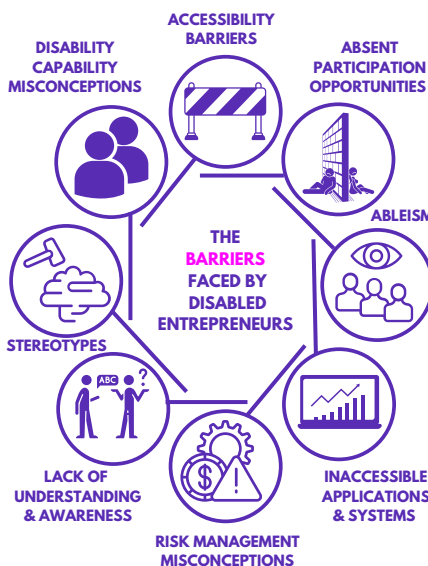 ACCESSIBILITY
BARRIERS
DISABILITY
CAPABILITY
MISCONCEPTIONS
ABSENT
PARTICIPATION
OPPORTUNITIES
ABLEISM
THE
BARRIERS
FACED BY
DISABLED
ENTREPRENEURS
STEREOTYPES
ABC
?
$
!
LACK OF
UNDERSTANDING
& AWARENESS
INACCESSIBLE
APPLICATIONS
& SYSTEMS
RISK MANAGEMENT
MISCONCEPTIONS